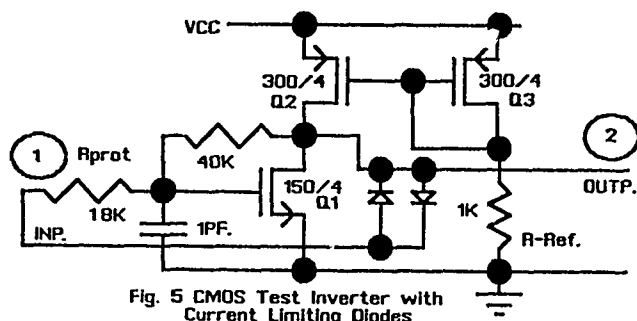 VCC
300/4
Q2
300/4
Q3
1
Rprot
40K
2
150/4
Q1
OUTP.
18K
1PF.
1K
INP.
R-Ref.
Fig. 5 CMOS Test Inverter with
Current Limiting Diodes